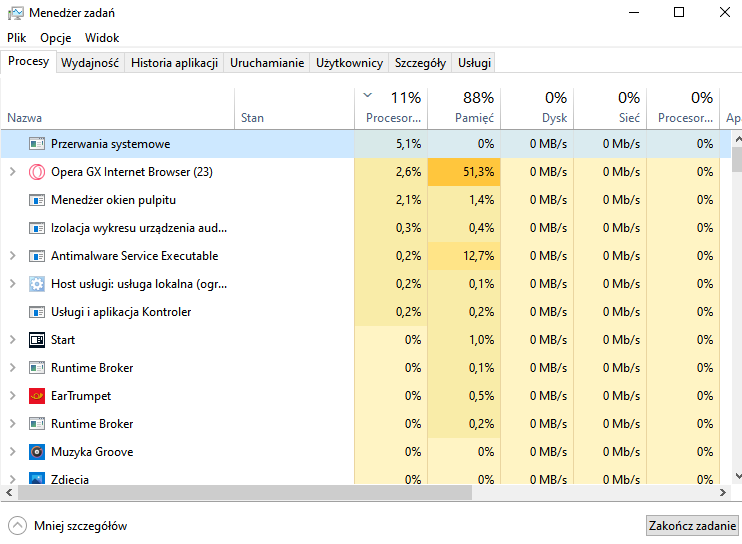 Menedżer zadań
Plik Opcje Widok
Procesy Wydajność Historia aplikacji Uruchamianie Użytkownicy Szczegóły Usługi
11% 88% 0% 0% 0%
Nazwa Stan Procesor... Pamięć Dysk Sieć Procesor... Ap
Przerwania systemowe 5,1% 0% 0 MB/s 0 Mb/s 0%
Opera GX Internet Browser (23) 2,6% 51,3% 0 MB/s 0 Mb/s 0%
Menedżer okien pulpitu 2,1% 1,4% 0 MB/s 0 Mb/s 0%
Izolacja wykresu urządzenia aud... 0,3% 0,4% 0 MB/s 0 Mb/s 0%
Antimalware Service Executable 0,2% 12,7% 0 MB/s 0 Mb/s 0%
Host usługi: usługa lokalna (ogr... 0,2% 0,1% 0 MB/s 0 Mb/s 0%
Usługi i aplikacja Kontroler 0,2% 0,2% 0 MB/s 0 Mb/s 0%
Start 0% 1,0% 0 MB/s 0 Mb/s 0%
Runtime Broker 0% 0,1% 0 MB/s 0 Mb/s 0%
EarTrumpet 0% 0,5% 0 MB/s 0 Mb/s 0%
Runtime Broker 0% 0,2% 0 MB/s 0 Mb/s 0%
Muzyka Groove 0% 0% 0 MB/s 0 Mb/s 0%
Zdjęcia 0% 0% 0 MB/s 0 Mb/s 0%
Mniej szczegółów Zakończ zadanie